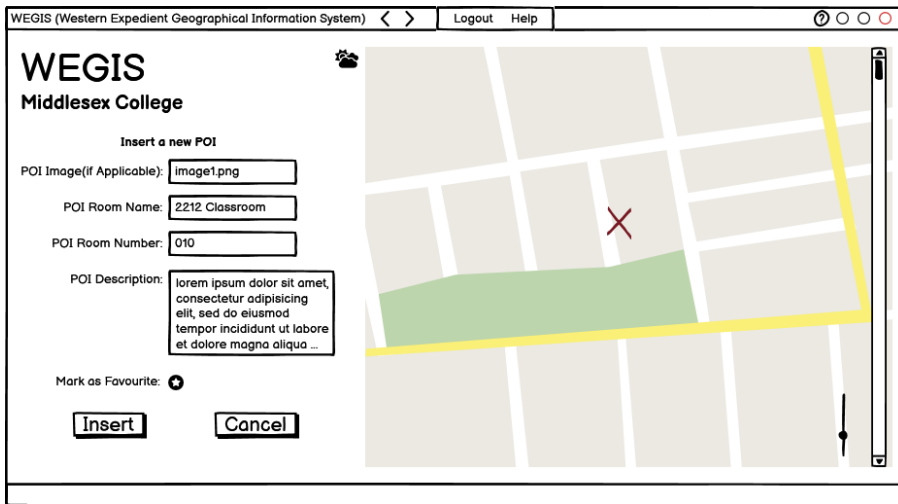 WEGIS (Western Expedient Geographical Information System)
Logout Help
?
WEGIS
Middlesex College
Insert a new POI
POI Image(if Applicable): image1.png
POI Room Name: 2212 Classroom
POI Room Number: 010
POI Description: lorem ipsum dolor sit amet,
consectetur adipisicing
elit, sed do eiusmod
tempor incididunt ut labore
et dolore magna aliqua ...
Mark as Favourite:
Insert Cancel